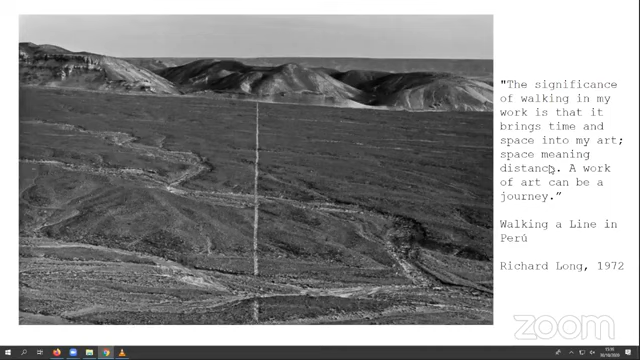 "The significance
of walking in my
work is that it
brings time and
space into my art;
space meaning
distance. A work
of art can be a
journey."
Walking a Line in
Perú
Richard Long, 1972
zoom